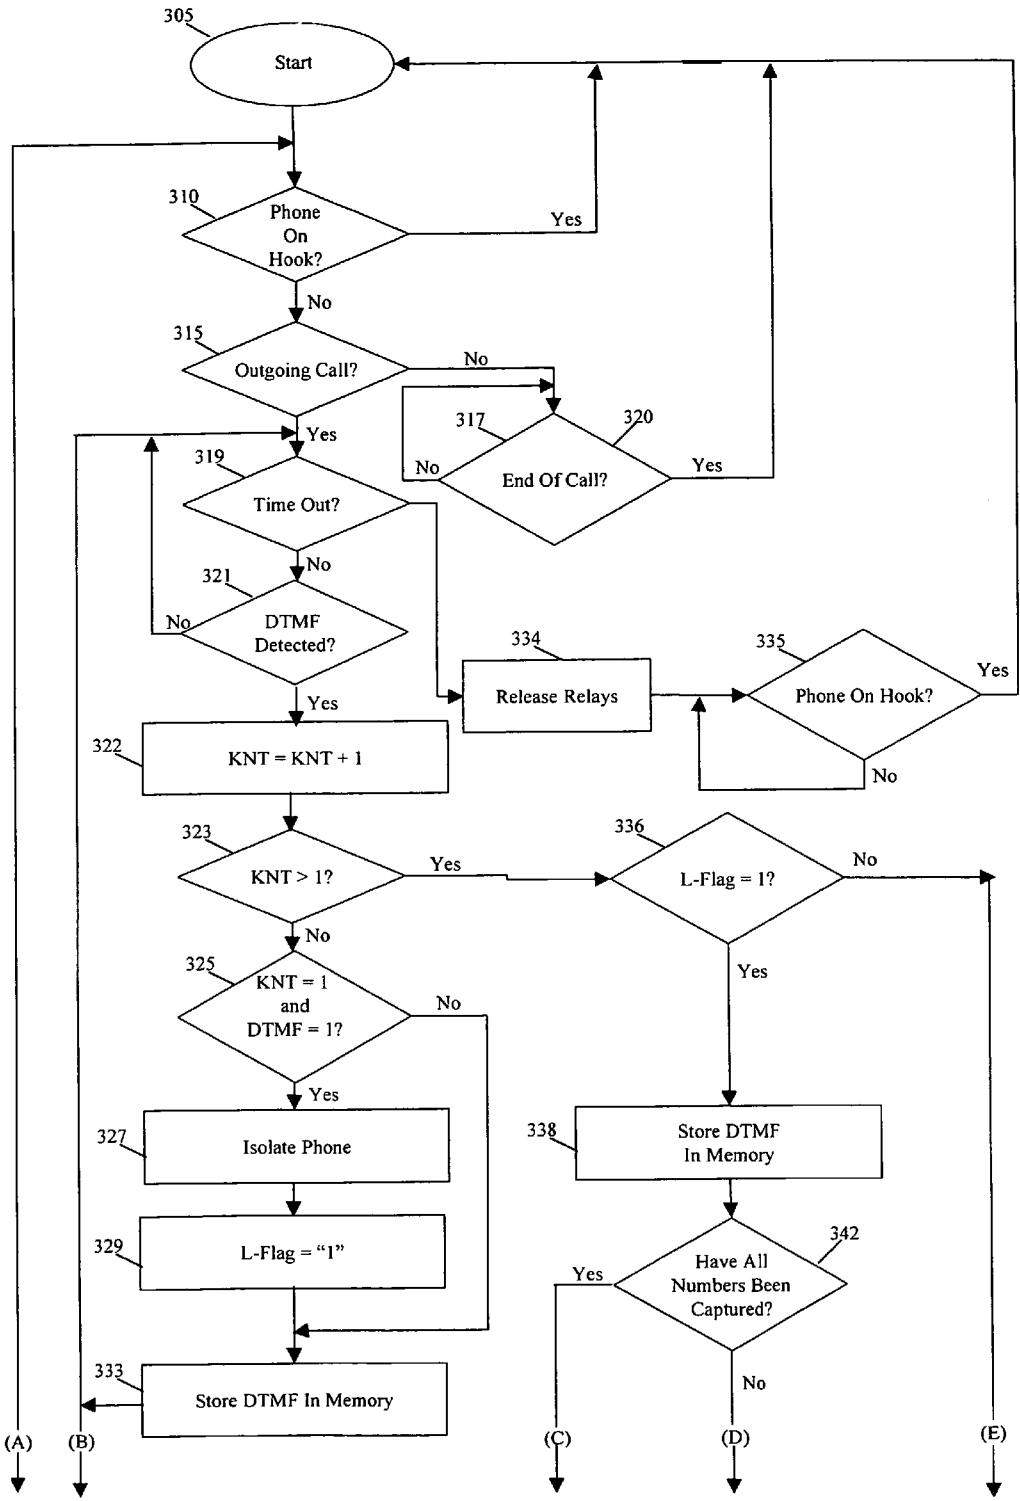 305
Start
310
Phone
On
Hook?
Yes
No
315
Outgoing Call?
No
Yes
317
320
End Of Call?
No
Yes
319
Time Out?
No
321
DTMF
Detected?
No
Yes
334
Release Relays
335
Phone On Hook?
Yes
No
322
KNT = KNT + 1
323
KNT > 1?
Yes
No
336
L-Flag = 1?
No
Yes
325
KNT = 1
and
DTMF = 1?
No
Yes
327
Isolate Phone
338
Store DTMF
In Memory
329
L-Flag = “1”
342
Have All
Numbers Been
Captured?
Yes
No
333
Store DTMF In Memory
(A)
(B)
(C)
(D)
(E)